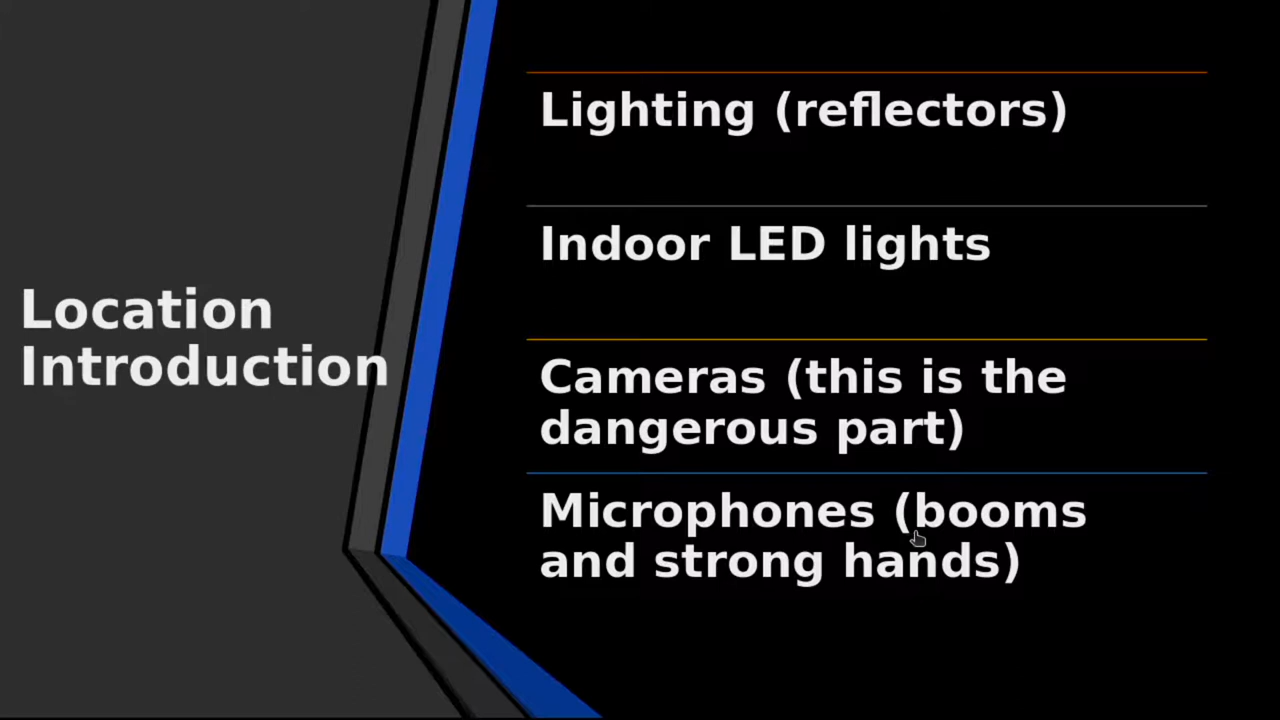 Location
Introduction
Lighting (reflectors)
Indoor LED lights
Cameras (this is the
dangerous part)
Microphones (booms
and strong hands)